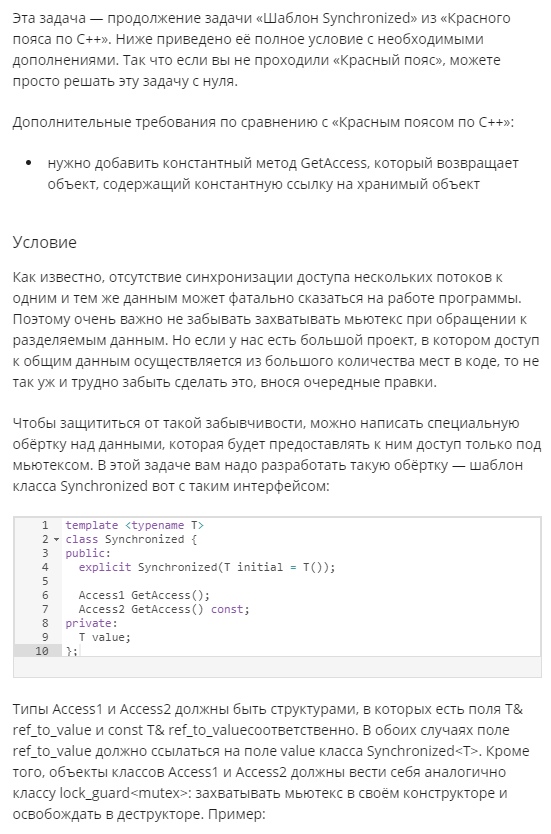 Эта задача — продолжение задачи «Шаблон Synchronized» из «Красного
пояса по C++». Ниже приведено её полное условие с необходимыми
дополнениями. Так что если вы не проходили «Красный пояс», можете
просто решать эту задачу с нуля.
Дополнительные требования по сравнению с «Красным поясом по C++»:
• нужно добавить константный метод GetAccess, который возвращает
объект, содержащий константную ссылку на хранимый объект
Условие
Как известно, отсутствие синхронизации доступа нескольких потоков к
одним и тем же данным может фатально сказаться на работе программы.
Поэтому очень важно не забывать захватывать мьютекс при обращении к
разделяемым данным. Но если у нас есть большой проект, в котором доступ
к общим данным осуществляется из большого количества мест в коде, то не
так уж и трудно забыть сделать это, внося очередные правки.
Чтобы защититься от такой забывчивости, можно написать специальную
обёртку над данными, которая будет предоставлять к ним доступ только под
мьютексом. В этой задаче вам надо разработать такую обёртку — шаблон
класса Synchronized вот с таким интерфейсом:
1 template <typename T>
2 class Synchronized {
3 public:
4 explicit Synchronized(T initial = T());
5
6 Access1 GetAccess();
7 Access2 GetAccess() const;
8 private:
9 T value;
10 };
Типы Access1 и Access2 должны быть структурами, в которых есть поля T&
ref_to_value и const T& ref_to_valueсоответственно. В обоих случаях поле
ref_to_value должно ссылаться на поле value класса Synchronized<T>. Кроме
того, объекты классов Access1 и Access2 должны вести себя аналогично
классу lock_guard<mutex>: захватывать мьютекс в своём конструкторе и
освобождать в деструкторе. Пример: